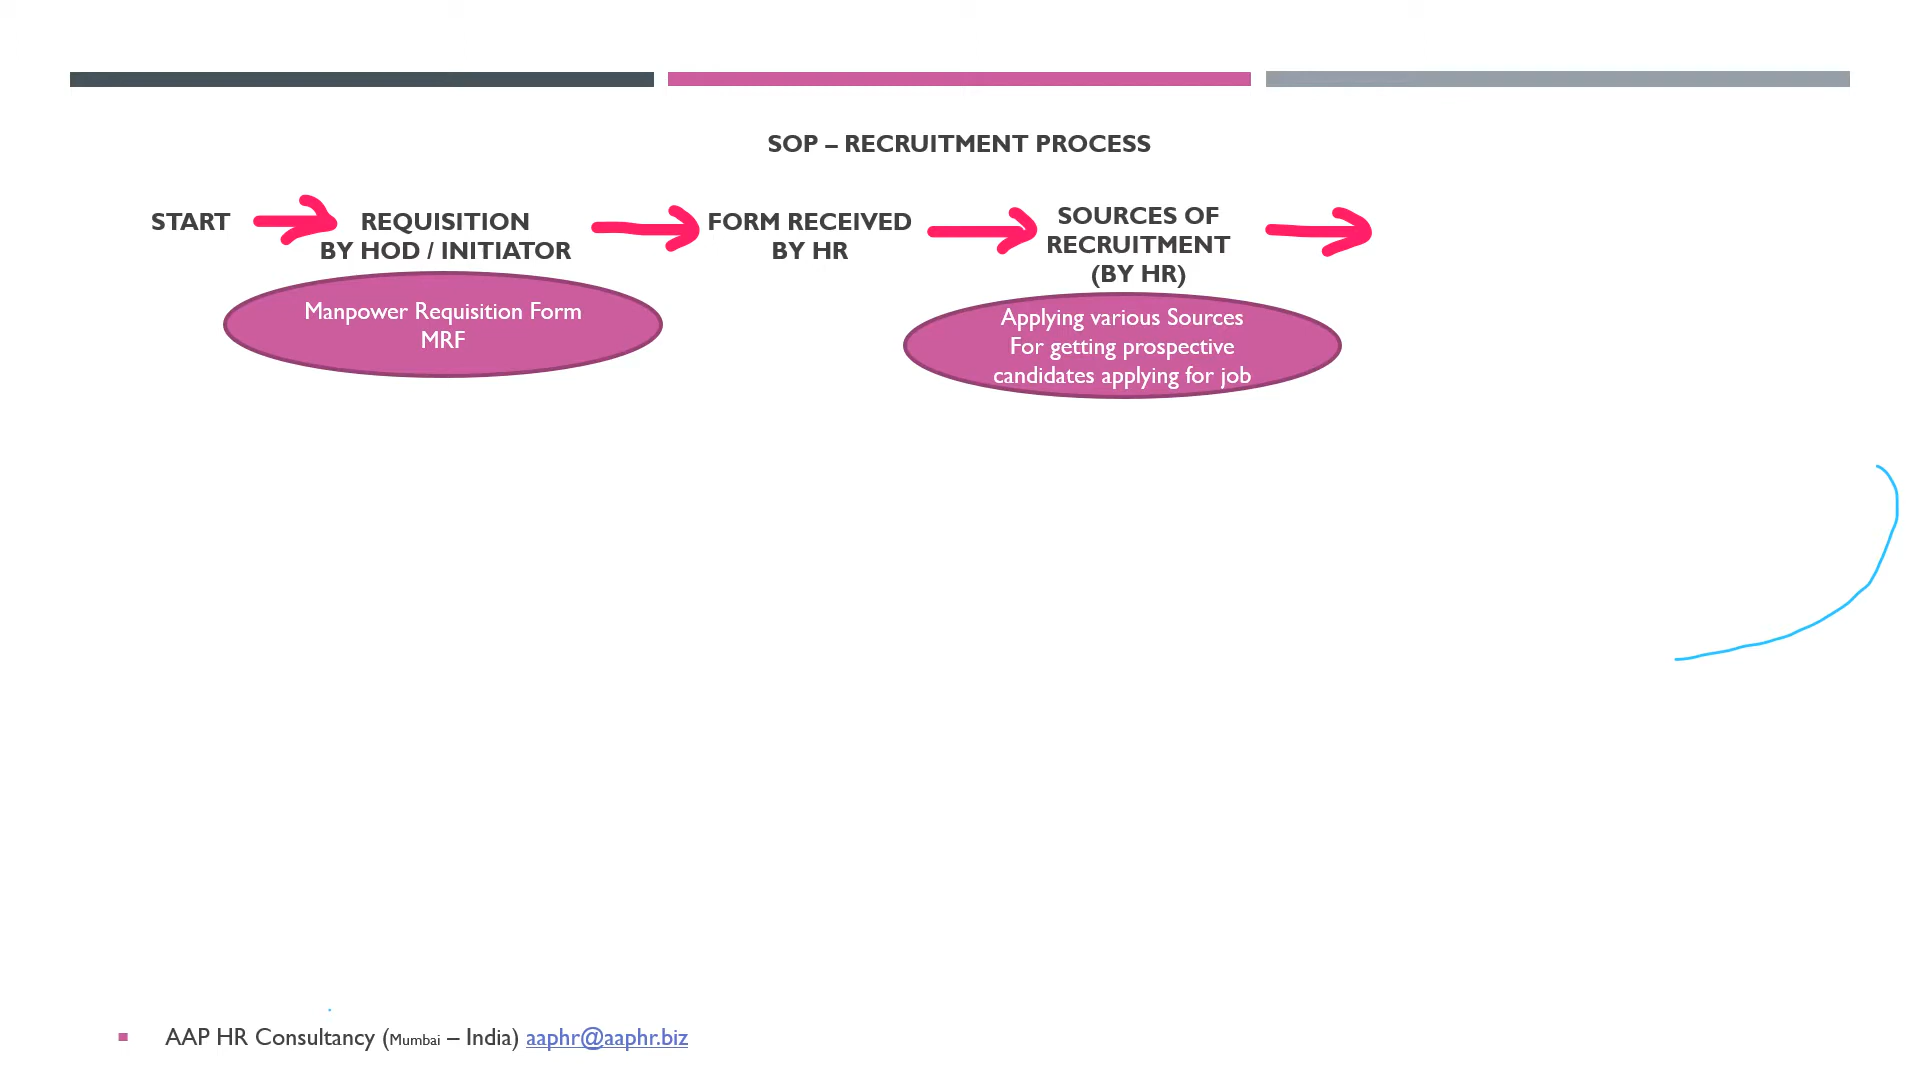 SOP – RECRUITMENT PROCESS
START
REQUISITION
BY HOD / INITIATOR
Manpower Requisition Form
MRF
FORM RECEIVED
BY HR
SOURCES OF
RECRUITMENT
(BY HR)
Applying various Sources
For getting prospective
candidates applying for job
AAP HR Consultancy (Mumbai – India) aaphr@aaphr.biz